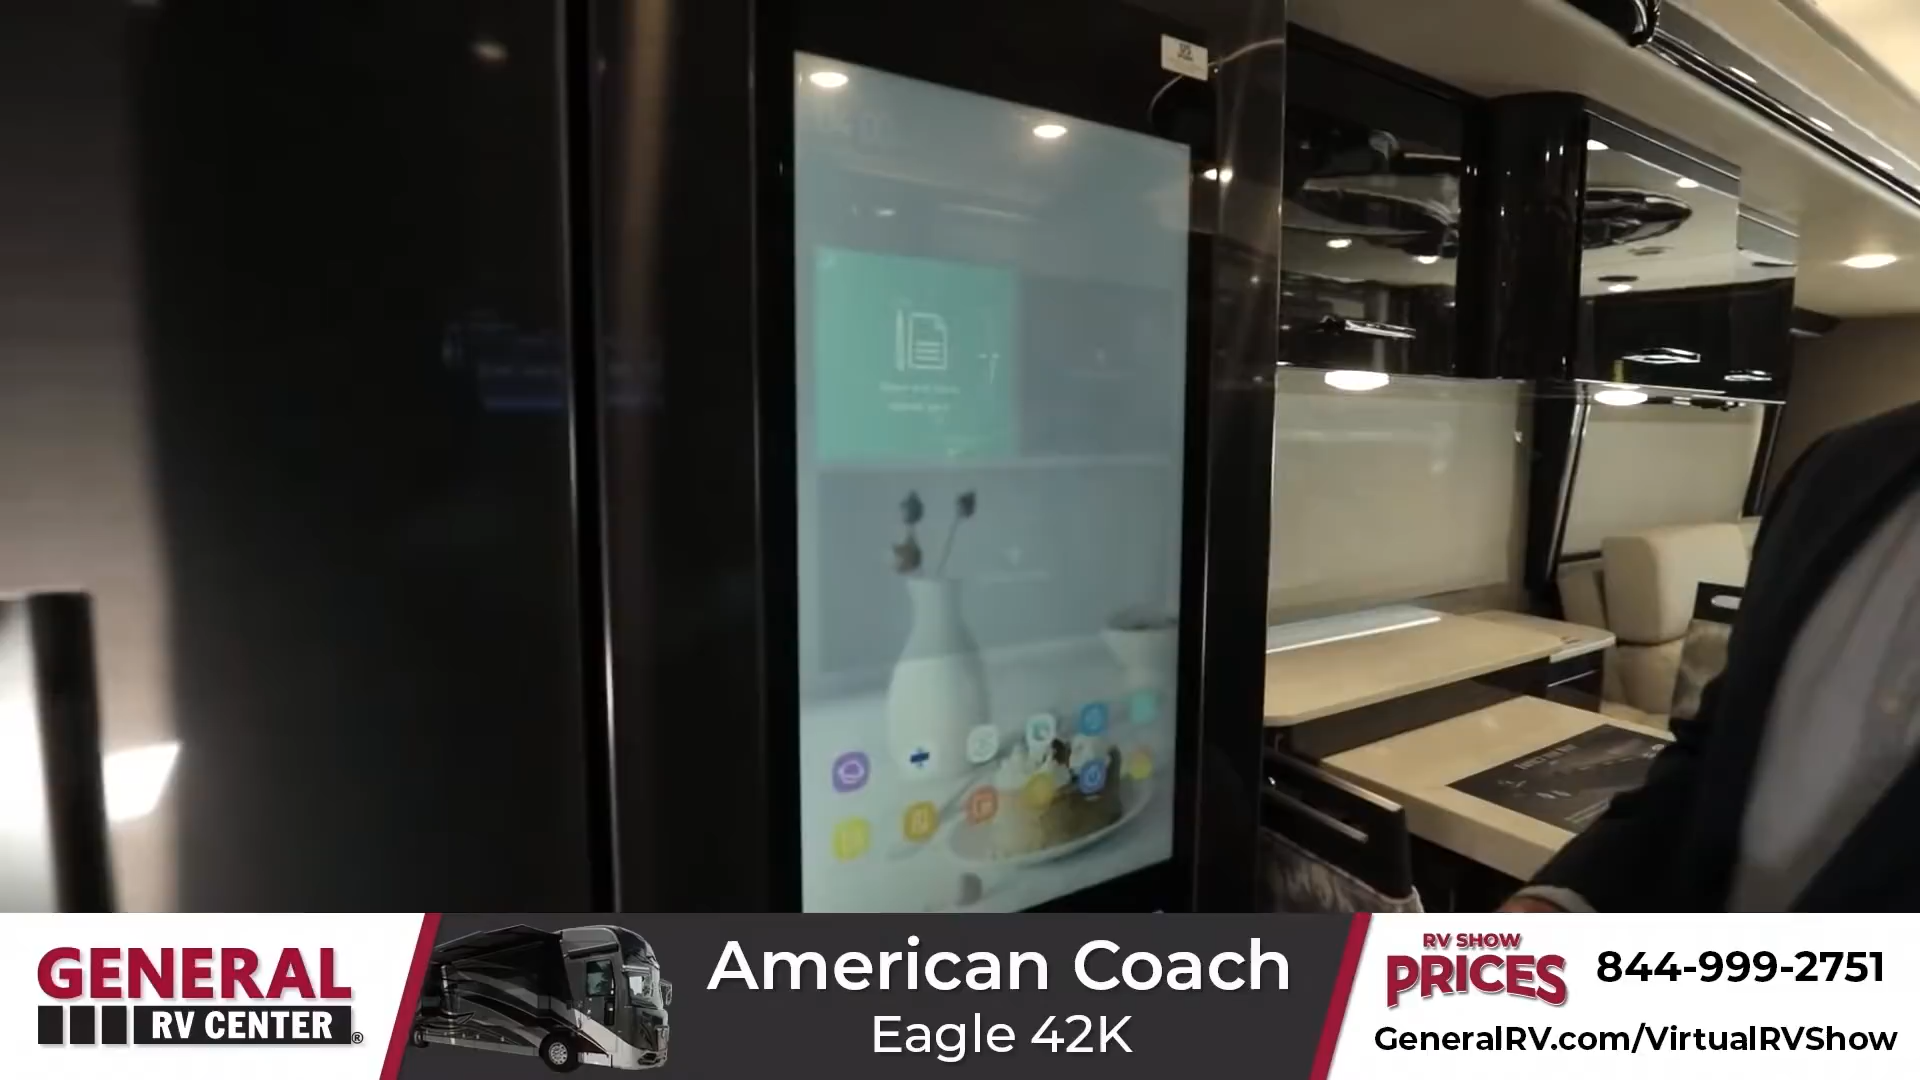 GENERAL
RV CENTER®
American Coach
Eagle 42K
RV SHOW
PRICES
844-999-2751
GeneralRV.com/VirtualRVShow